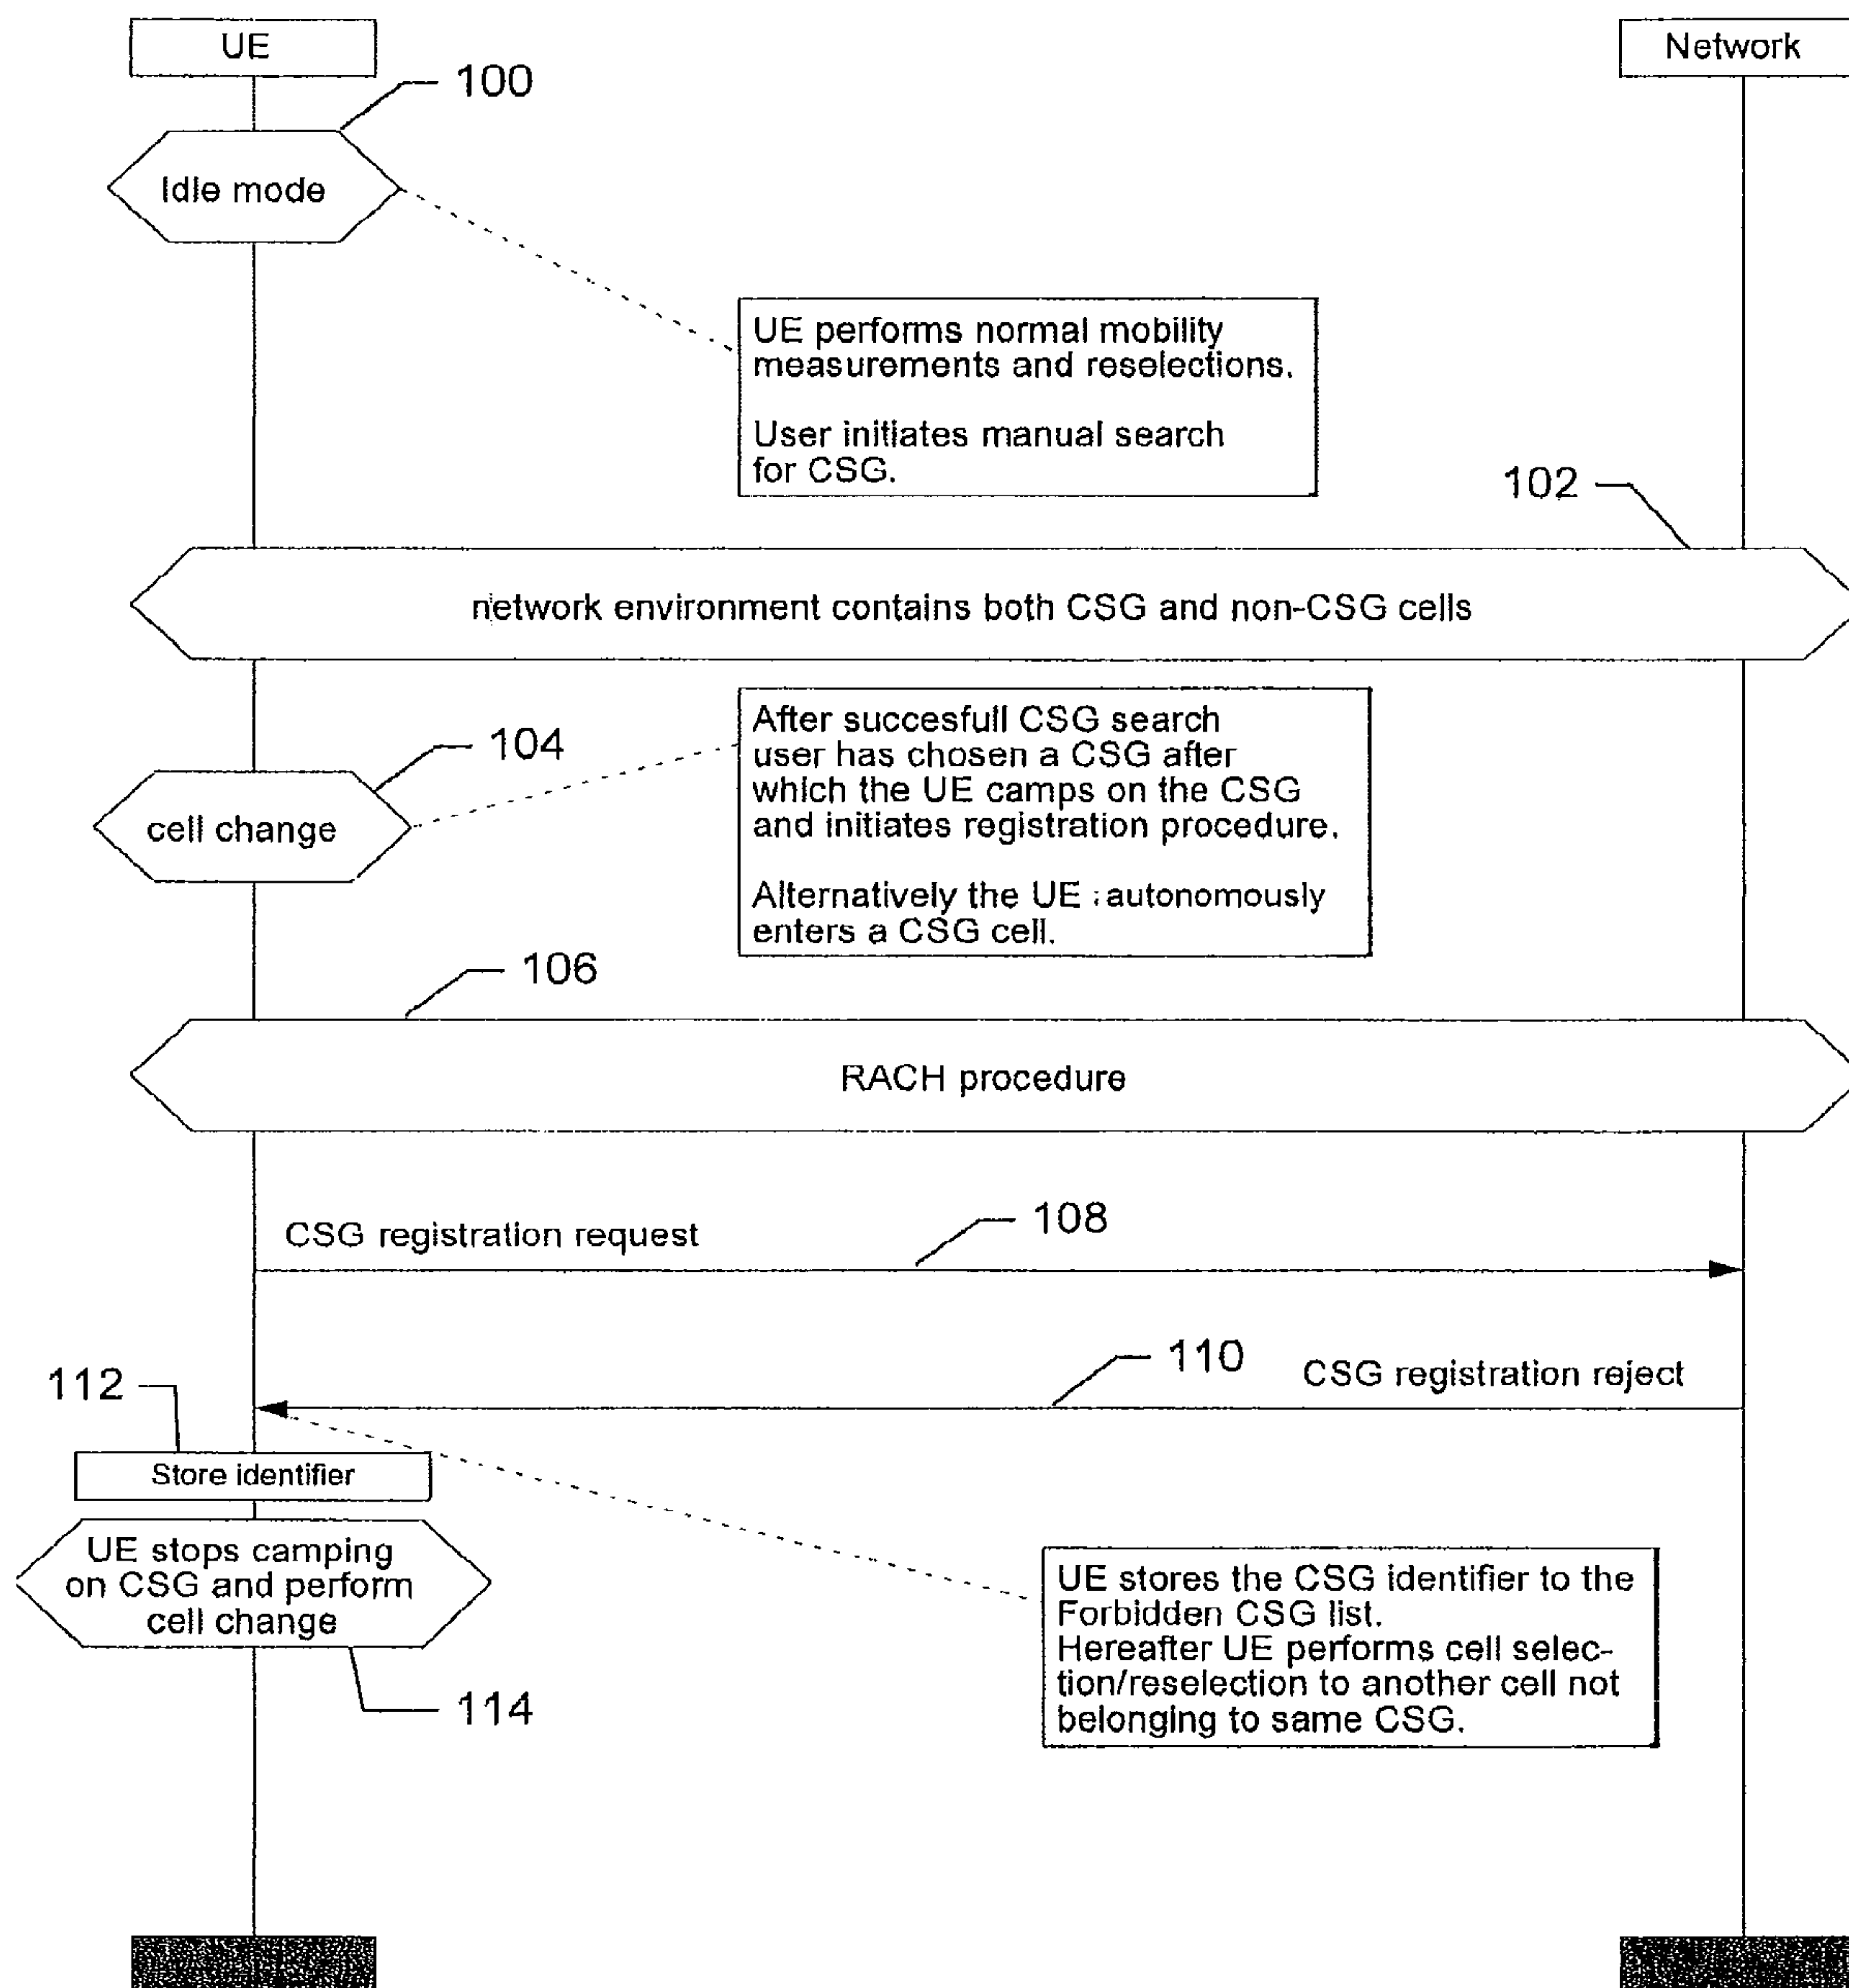 UE
Network
100
Idle mode
UE performs normal mobility
measurements and reselections.
User initiates manual search
for CSG.
102
network environment contains both CSG and non-CSG cells
After succesfull CSG search
user has chosen a CSG after
which the UE camps on the CSG
and initiates registration procedure.
Alternatively the UE autonomously
enters a CSG cell.
104
cell change
106
RACH procedure
CSG registration request
108
110
CSG registration reject
112
Store identifier
UE stops camping
on CSG and perform
cell change
114
UE stores the CSG identifier to the
Forbidden CSG list.
Hereafter UE performs cell selec-
tion/reselection to another cell not
belonging to same CSG.